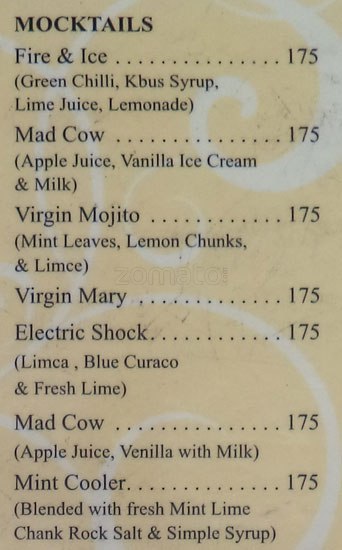 MOCKTAILS
Fire & Ice . . . . . . . . . . . . . . . 175
(Green Chilli, Kbus Syrup,
Lime Juice, Lemonade)
Mad Cow . . . . . . . . . . . . . . . 175
(Apple Juice, Vanilla Ice Cream
& Milk)
Virgin Mojito . . . . . . . . . . . . 175
(Mint Leaves, Lemon Chunks,
& Limce)
zomato
Virgin Mary . . . . . . . . . . . . . 175
Electric Shock. . . . . . . . . . . . 175
(Limca , Blue Curaco
& Fresh Lime)
Mad Cow . . . . . . . . . . . . . . . 175
(Apple Juice, Venilla with Milk)
Mint Cooler. . . . . . . . . . . . . . 175
(Blended with fresh Mint Lime
Chank Rock Salt & Simple Syrup)